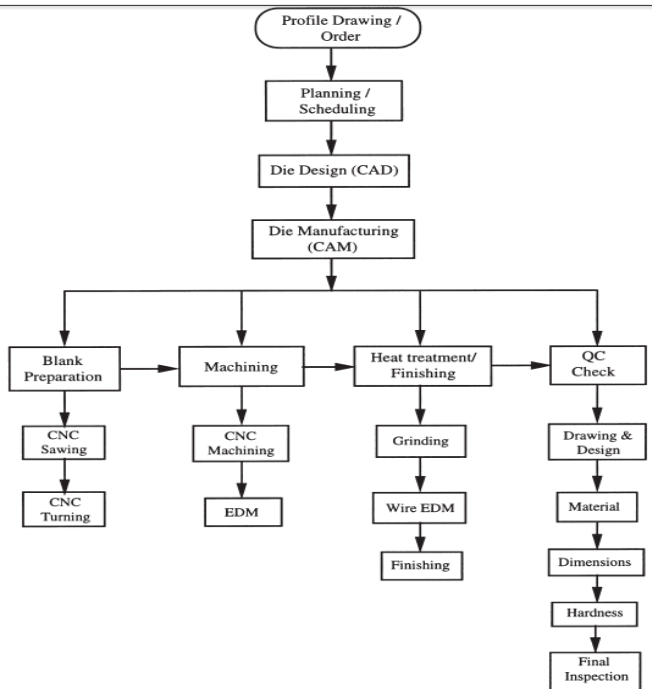 Profile Drawing /
Order
Planning /
Scheduling
Die Design (CAD)
Die Manufacturing
(CAM)
Blank
Preparation
Machining
Heat treatment/
Finishing
QC
Check
CNC
Sawing
CNC
Machining
Grinding
Drawing &
Design
CNC
Turning
EDM
Wire EDM
Material
Finishing
Dimensions
Hardness
Final
Inspection